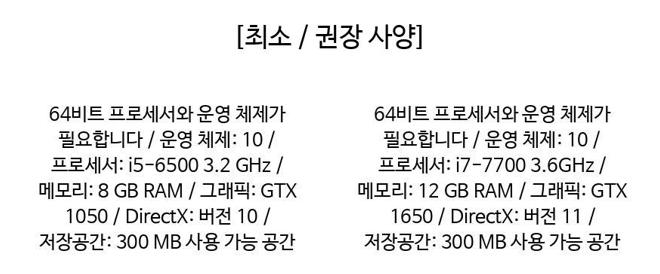 [최소 / 권장 사양]
64비트 프로세서와 운영 체제가
필요합니다 / 운영 체제: 10 /
프로세서: i5-6500 3.2 GHz /
메모리: 8 GB RAM / 그래픽: GTX
1050 / DirectX: 버전 10 /
저장공간: 300 MB 사용 가능 공간
64비트 프로세서와 운영 체제가
필요합니다 / 운영 체제: 10 /
프로세서: i7-7700 3.6GHz /
메모리: 12 GB RAM / 그래픽: GTX
1650 / DirectX: 버전 11 /
저장공간: 300 MB 사용 가능 공간